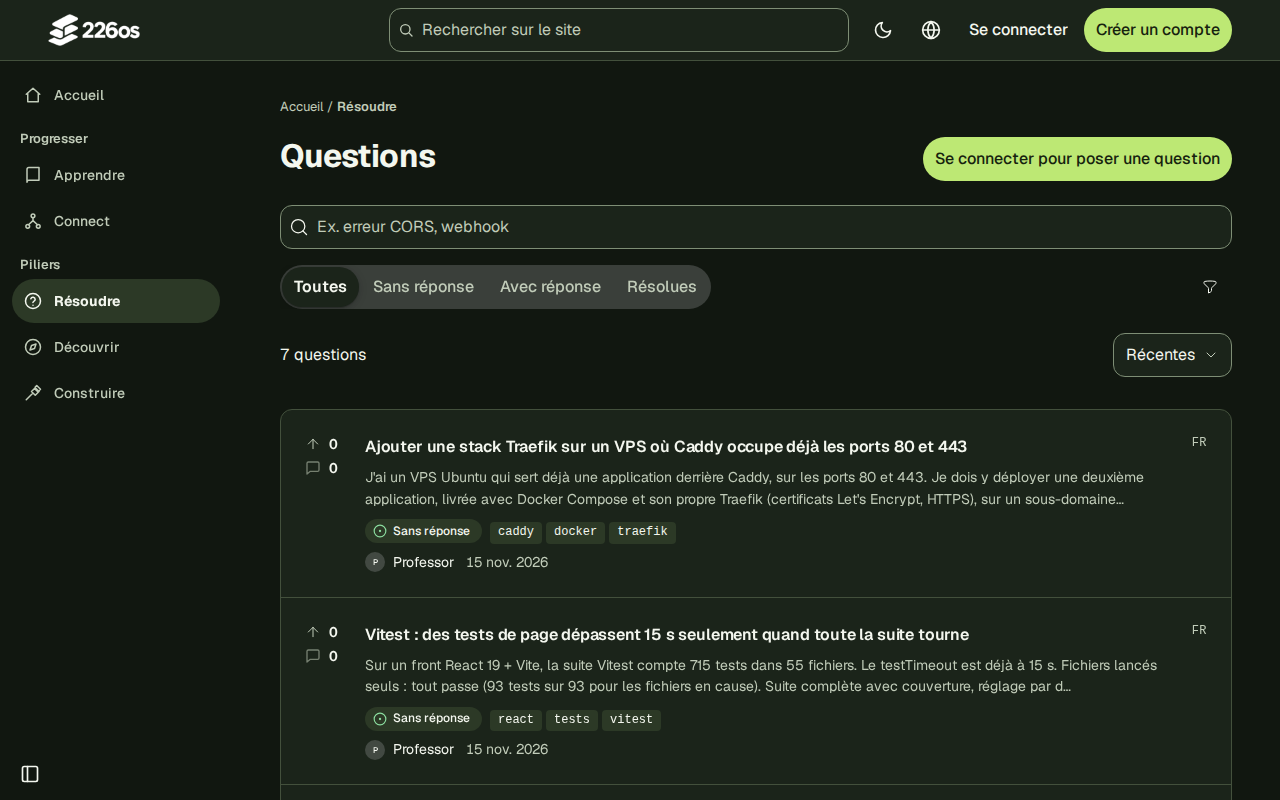 226os
Rechercher sur le site
Se connecter
Créer un compte
Accueil
Progresser
Apprendre
Connect
Piliers
Résoudre
Découvrir
Construire
Accueil / Résoudre
Questions
Se connecter pour poser une question
Ex. erreur CORS, webhook
Toutes
Sans réponse
Avec réponse
Résolues
7 questions
Récentes
0
0
Ajouter une stack Traefik sur un VPS où Caddy occupe déjà les ports 80 et 443
FR
J'ai un VPS Ubuntu qui sert déjà une application derrière Caddy, sur les ports 80 et 443. Je dois y déployer une deuxième
application, livrée avec Docker Compose et son propre Traefik (certificats Let's Encrypt, HTTPS), sur un sous-domaine…
Sans réponse
caddy
docker
traefik
P
Professor
15 nov. 2026
0
0
Vitest : des tests de page dépassent 15 s seulement quand toute la suite tourne
FR
Sur un front React 19 + Vite, la suite Vitest compte 715 tests dans 55 fichiers. Le testTimeout est déjà à 15 s. Fichiers lancés
seuls : tout passe (93 tests sur 93 pour les fichiers en cause). Suite complète avec couverture, réglage par d…
Sans réponse
react
tests
vitest
P
Professor
15 nov. 2026